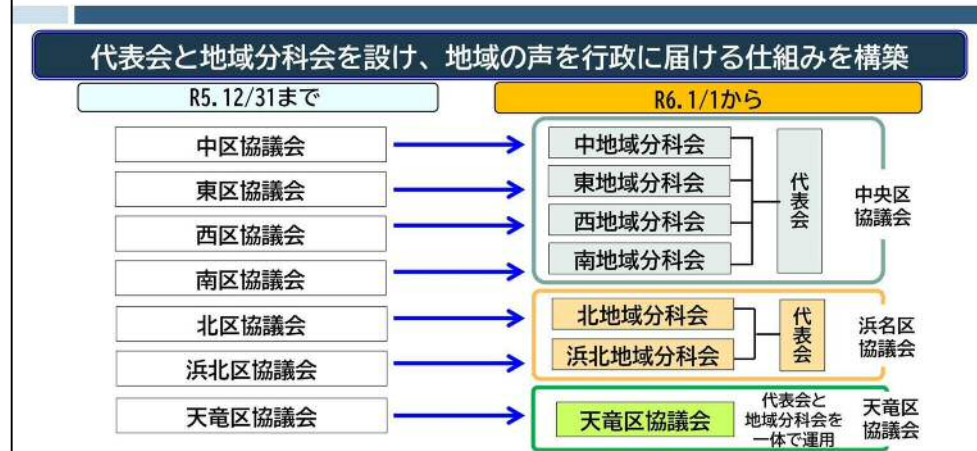 代表会と地域分科会を設け、地域の声を行政に届ける仕組みを構築
R5.12/31まで
R6.1/1から
中区協議会
東区協議会
西区協議会
南区協議会
北区協議会
浜北区協議会
天竜区協議会
中地域分科会
東地域分科会
西地域分科会
南地域分科会
代表会
中央区
協議会
北地域分科会
浜北地域分科会
代表会
浜名区
協議会
天竜区協議会
代表会と
地域分科会を
一体で運用
天竜区
協議会